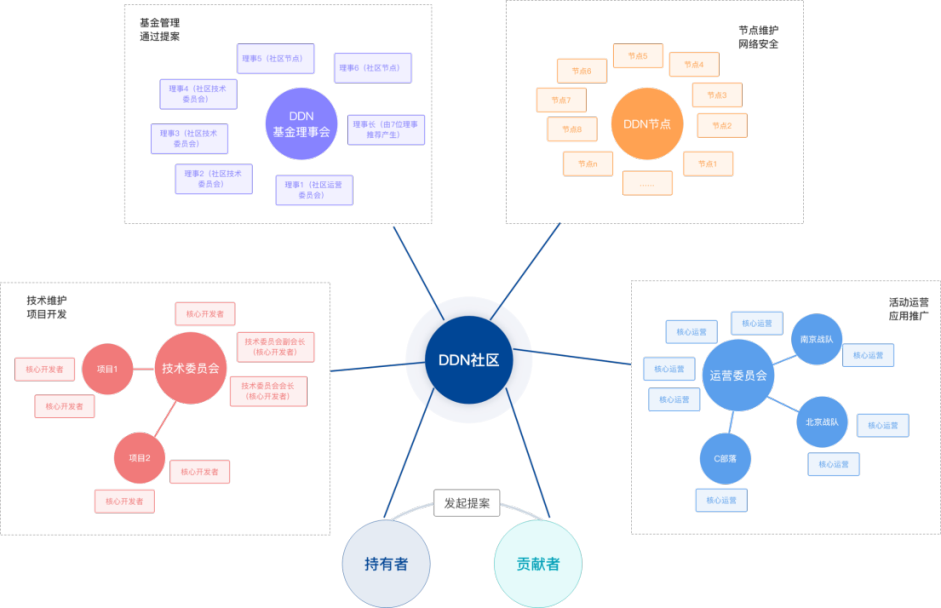 基金管理
通过提案
理事5（社区节点）
理事6（社区节点）
理事4（社区技术
委员会）
DDN
基金理事会
理事长（由7位理事
推荐产生）
理事3（社区技术
委员会）
理事2（社区技术
委员会）
理事1（社区运营
委员会）
节点维护
网络安全
节点5
节点4
节点6
节点3
节点7
DDN节点
节点2
节点8
节点n
节点1
......
技术维护
项目开发
核心开发者
技术委员会副会长
（核心开发者）
项目1
技术委员会
核心开发者
技术委员会会长
（核心开发者）
核心开发者
项目2
核心开发者
核心开发者
DDN社区
活动运营
应用推广
核心运营
核心运营
南京战队
核心运营
核心运营
运营委员会
核心运营
北京战队
核心运营
C部落
核心运营
核心运营
发起提案
持有者
贡献者